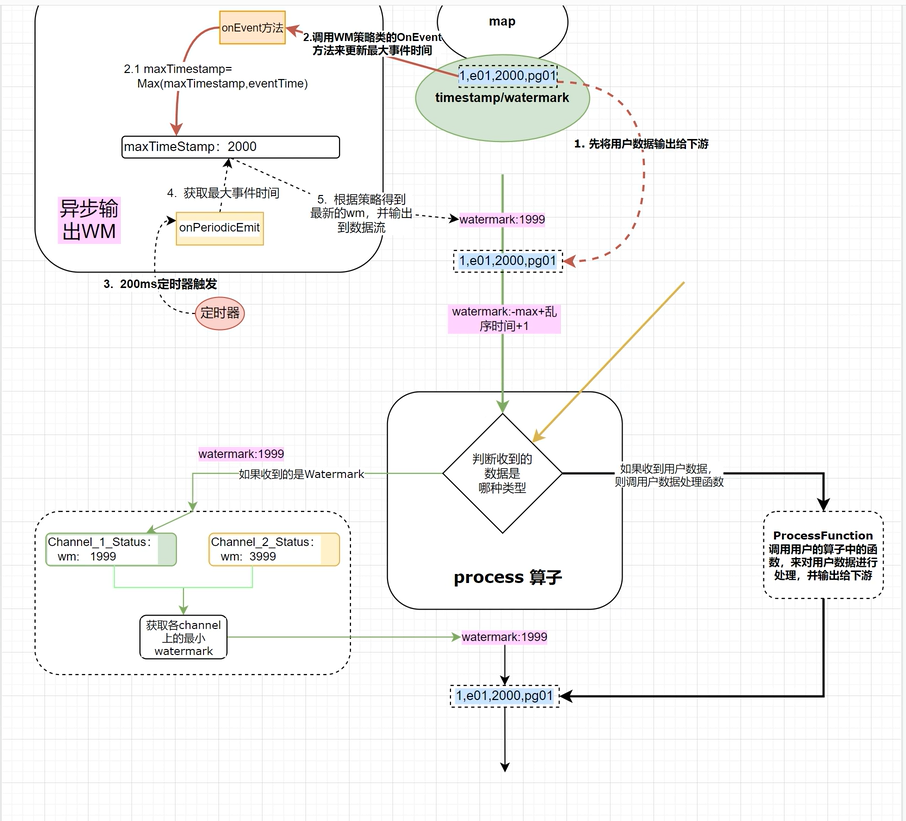 map
onEvent方法
2.调用WM策略类的OnEvent
方法来更新最大事件时间
1,e01,2000,pg01
timestamp/watermark
2.1 maxTimestamp=
Max(maxTimestamp,eventTime)
1. 先将用户数据输出给下游
maxTimeStamp：2000
4. 获取最大事件时间
5. 根据策略得到
最新的wm，并输出
到数据流
异步输
出WM
onPeriodicEmit
watermark:1999
1,e01,2000,pg01
3. 200ms定时器触发
定时器
watermark:-max+乱
序时间+1
watermark:1999
如果收到的是Watermark
判断收到的
数据是
哪种类型
如果收到用户数据，
则调用户数据处理函数
Channel_1_Status：
wm: 1999
Channel_2_Status：
wm: 3999
ProcessFunction
调用用户的算子中的函
数，来对用户数据进行
处理，并输出给下游
process 算子
获取各channel
上的最小
watermark
watermark:1999
1,e01,2000,pg01